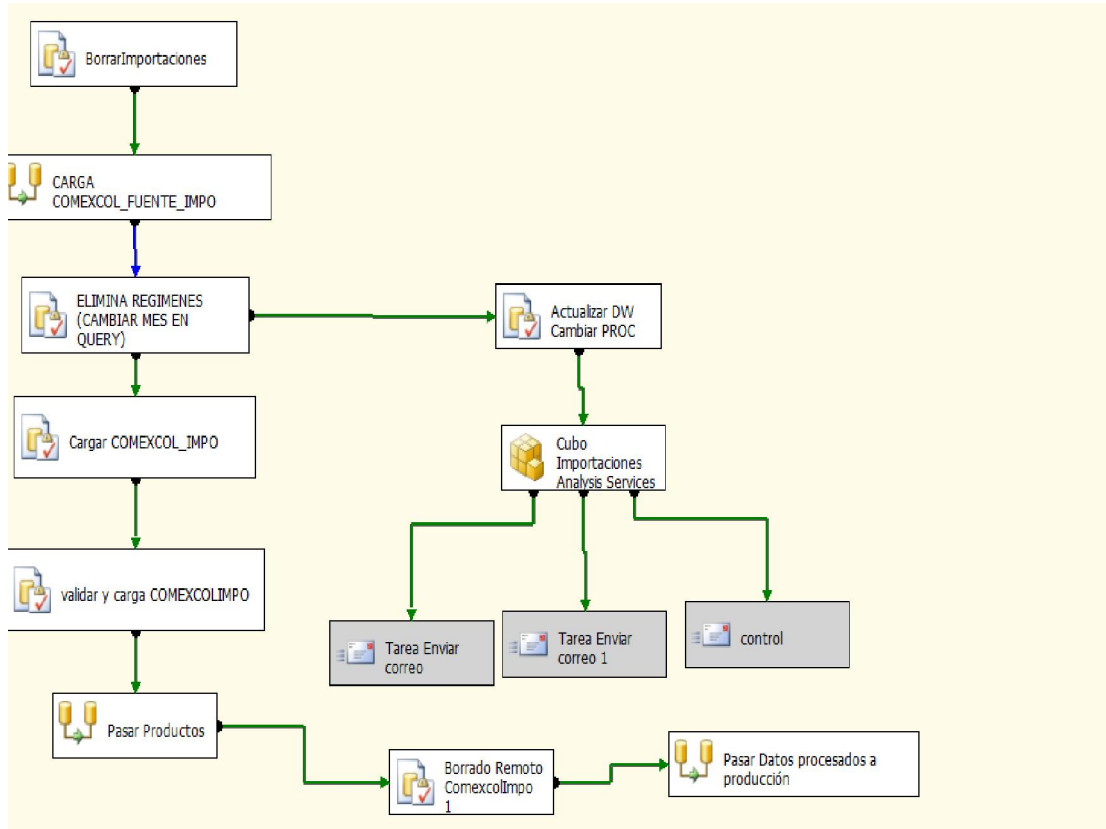 BorrarImportaciones
CARGA
COMEXCOL_FUENTE_IMPO
ELIMINA REGIMENES
(CAMBIAR MES EN
QUERY)
Actualizar DW
Cambiar PROC
Cargar COMEXCOL_IMPO
Cubo
Importaciones
Analysis Services
validar y carga COMEXCOLIMPO
Tarea Enviar
correo
Tarea Enviar
correo 1
control
Pasar Productos
Borrado Remoto
ComexcolImpo
1
Pasar Datos procesados a
producción